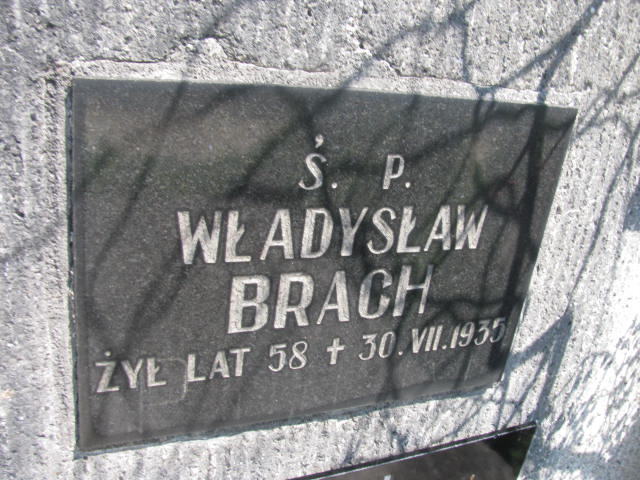 Ś. P.
WŁADYSŁAW
BRACH
ŻYŁ LAT 58 ✝ 30.VII.1935